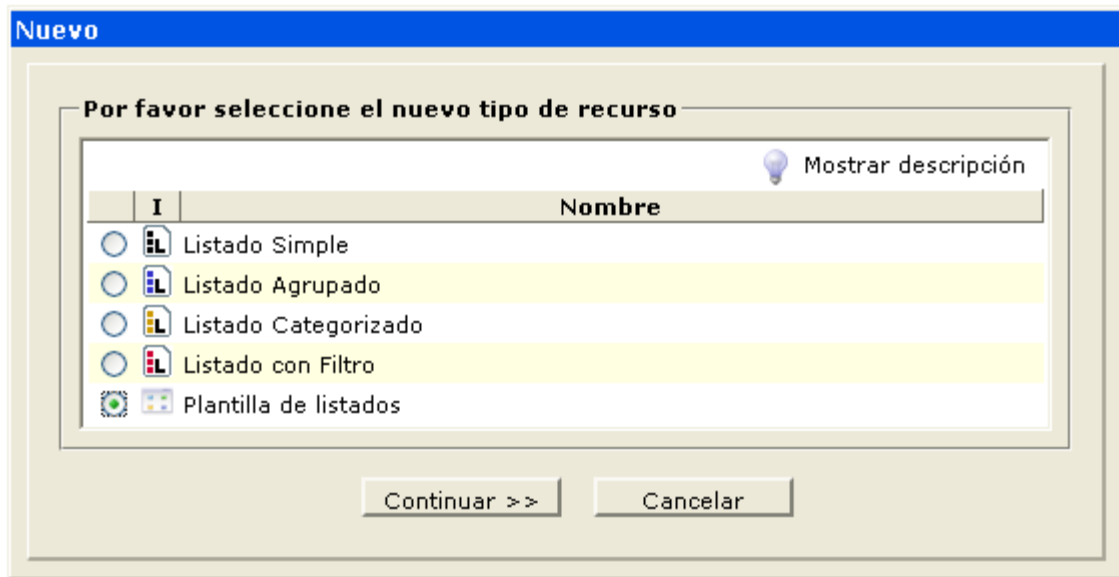 Nuevo
Por favor seleccione el nuevo tipo de recurso
Mostrar descripción
I Nombre
L Listado Simple
L Listado Agrupado
L Listado Categorizado
L Listado con Filtro
Plantilla de listados
Continuar >> Cancelar